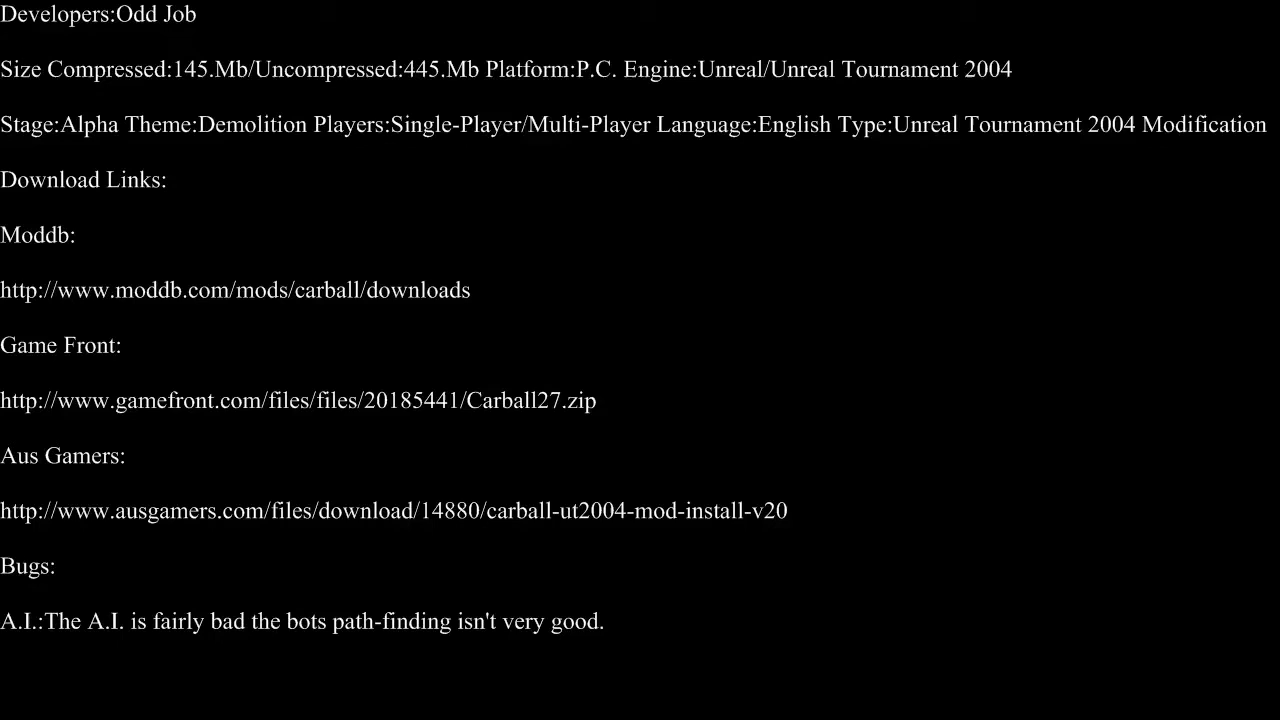 Developers:Odd Job
Size Compressed:145.Mb/Uncompressed:445.Mb Platform:P.C. Engine:Unreal/Unreal Tournament 2004
Stage:Alpha Theme:Demolition Players:Single-Player/Multi-Player Language:English Type:Unreal Tournament 2004 Modification
Download Links:
Moddb:
http://www.moddb.com/mods/carball/downloads
Game Front:
http://www.gamefront.com/files/files/20185441/Carball27.zip
Aus Gamers:
http://www.ausgamers.com/files/download/14880/carball-ut2004-mod-install-v20
Bugs:
A.I.:The A.I. is fairly bad the bots path-finding isn't very good.